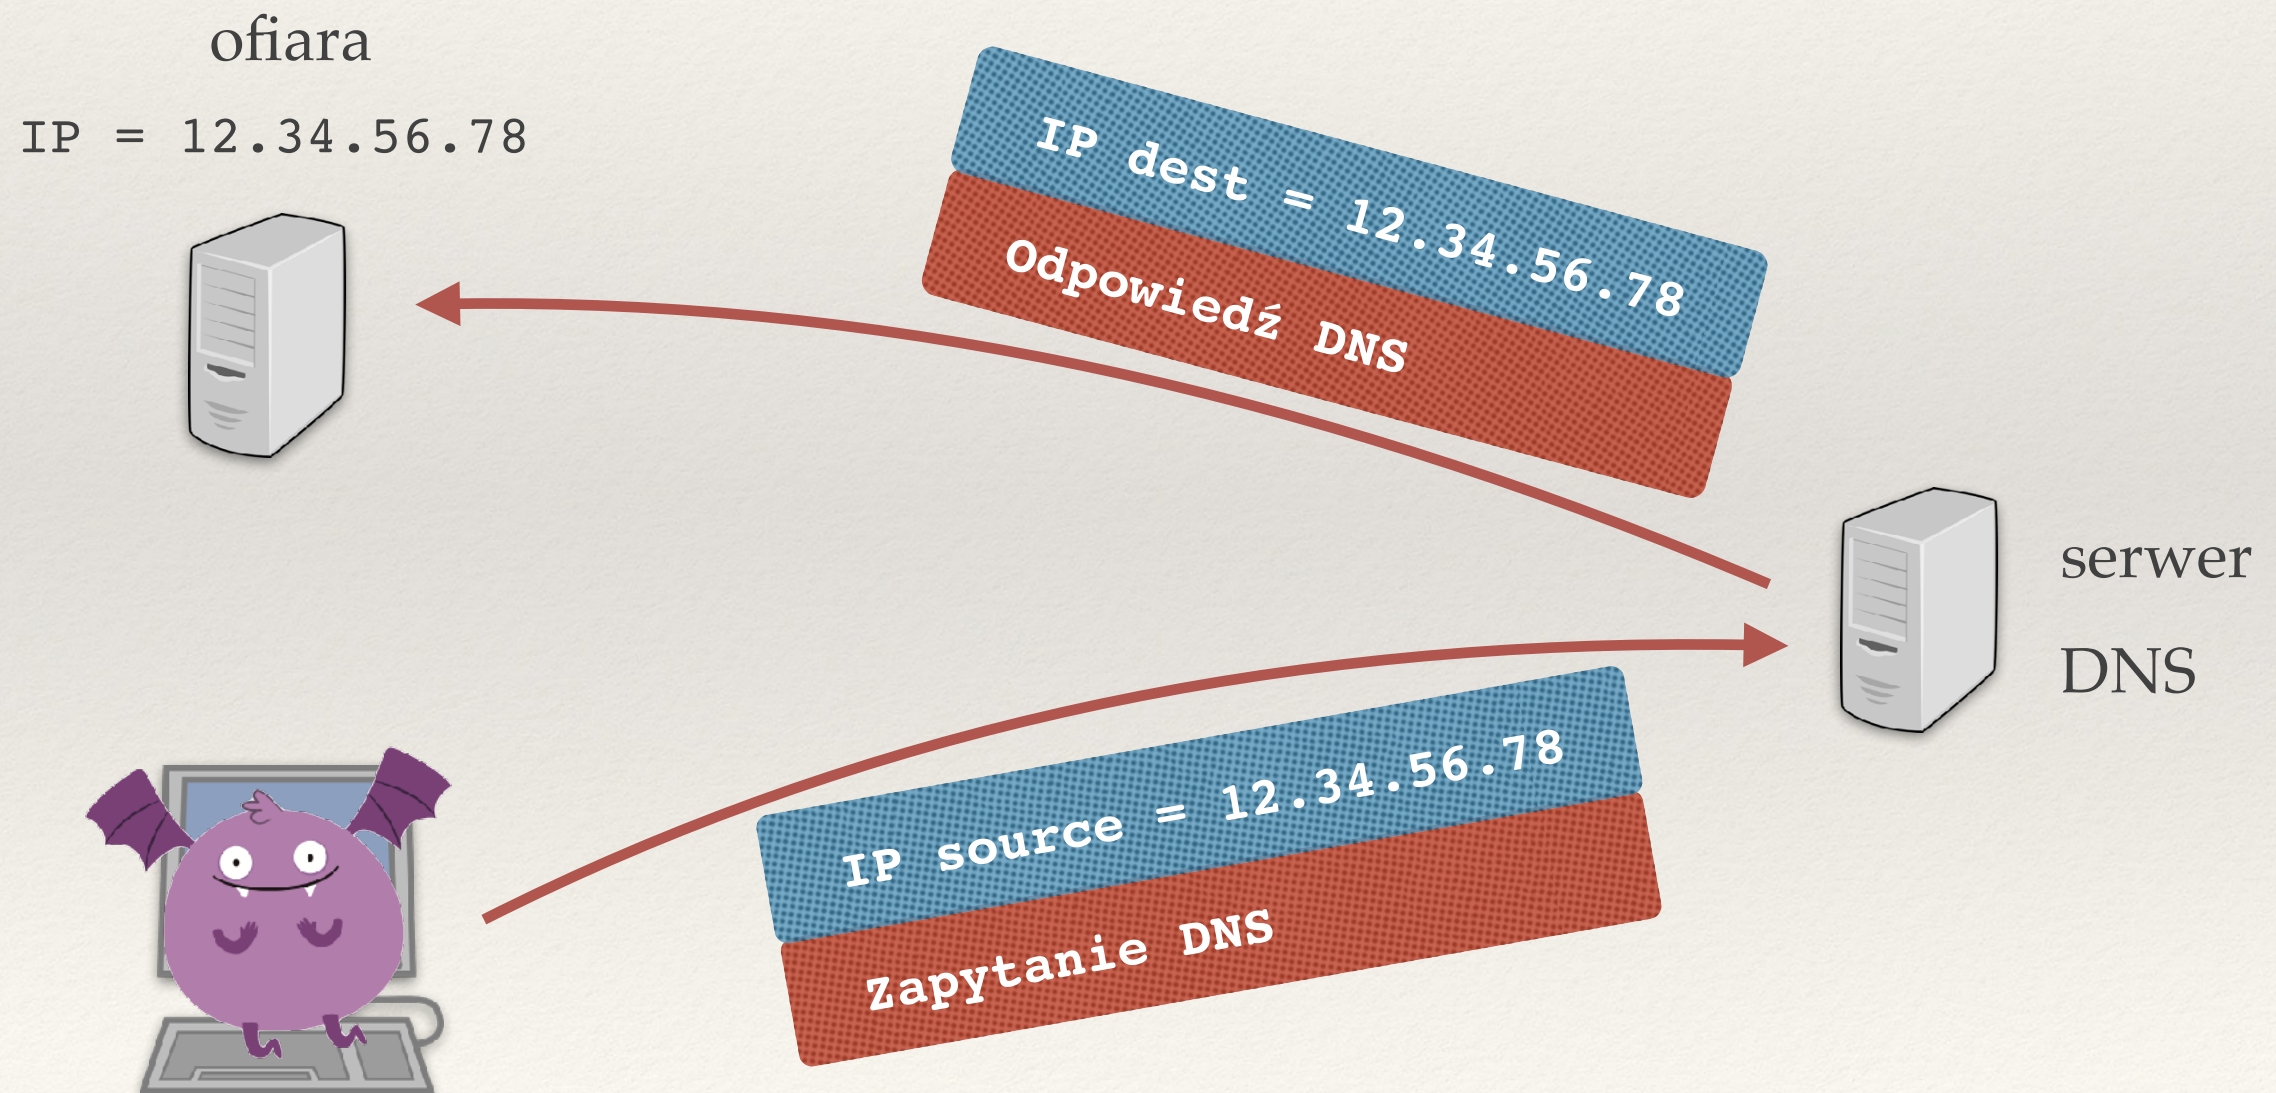 ofiara
IP = 12.34.56.78
IP dest = 12.34.56.78
Odpowiedź DNS
serwer
DNS
IP source = 12.34.56.78
Zapytanie DNS